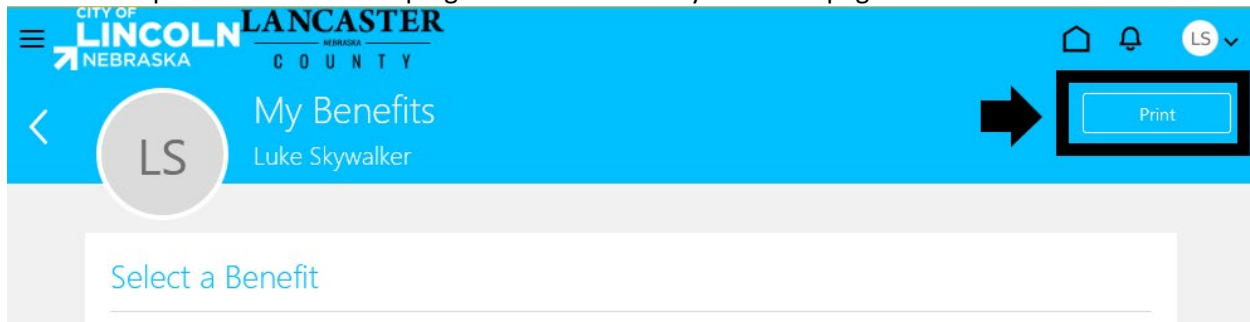 CITY OF
LINCOLN
NEBRASKA
LANCASTER
NEBRASKA
COUNTY
LS
My Benefits
Print
LS
Luke Skywalker
Select a Benefit